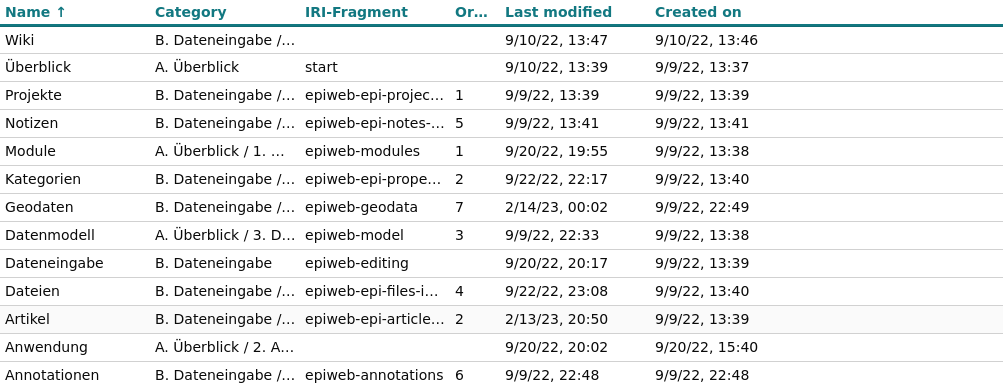 Name ↑ Category IRI-Fragment Or… Last modified Created on
Wiki B. Dateneingabe /… 9/10/22, 13:47 9/10/22, 13:46
Überblick A. Überblick start 9/10/22, 13:39 9/9/22, 13:37
Projekte B. Dateneingabe /… epiweb-epi-projec… 1 9/9/22, 13:39 9/9/22, 13:39
Notizen B. Dateneingabe /… epiweb-epi-notes-… 5 9/9/22, 13:41 9/9/22, 13:41
Module A. Überblick / 1. … epiweb-modules 1 9/20/22, 19:55 9/9/22, 13:38
Kategorien B. Dateneingabe /… epiweb-epi-prope… 2 9/22/22, 22:17 9/9/22, 13:40
Geodaten B. Dateneingabe /… epiweb-geodata 7 2/14/23, 00:02 9/9/22, 22:49
Datenmodell A. Überblick / 3. D… epiweb-model 3 9/9/22, 22:33 9/9/22, 13:38
Dateneingabe B. Dateneingabe epiweb-editing 9/20/22, 20:17 9/9/22, 13:39
Dateien B. Dateneingabe /… epiweb-epi-files-i… 4 9/22/22, 23:08 9/9/22, 13:40
Artikel B. Dateneingabe /… epiweb-epi-article… 2 2/13/23, 20:50 9/9/22, 13:39
Anwendung A. Überblick / 2. A… 9/20/22, 20:02 9/20/22, 15:40
Annotationen B. Dateneingabe /… epiweb-annotations 6 9/9/22, 22:48 9/9/22, 22:48